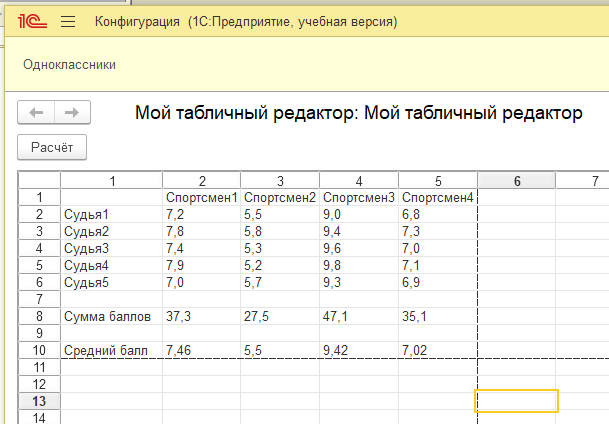 1С Конфигурация (1С:Предприятие, учебная версия)
Одноклассники
Мой табличный редактор: Мой табличный редактор
Расчёт
1 2 3 4 5 6 7
1 Спортсмен1 Спортсмен2 Спортсмен3 Спортсмен4
2 Судья1 7,2 5,5 9,0 6,8
3 Судья2 7,8 5,8 9,4 7,3
4 Судья3 7,4 5,3 9,6 7,0
5 Судья4 7,9 5,2 9,8 7,1
6 Судья5 7,0 5,7 9,3 6,9
7
8 Сумма баллов 37,3 27,5 47,1 35,1
9
10 Средний балл 7,46 5,5 9,42 7,02
11
12
13
14